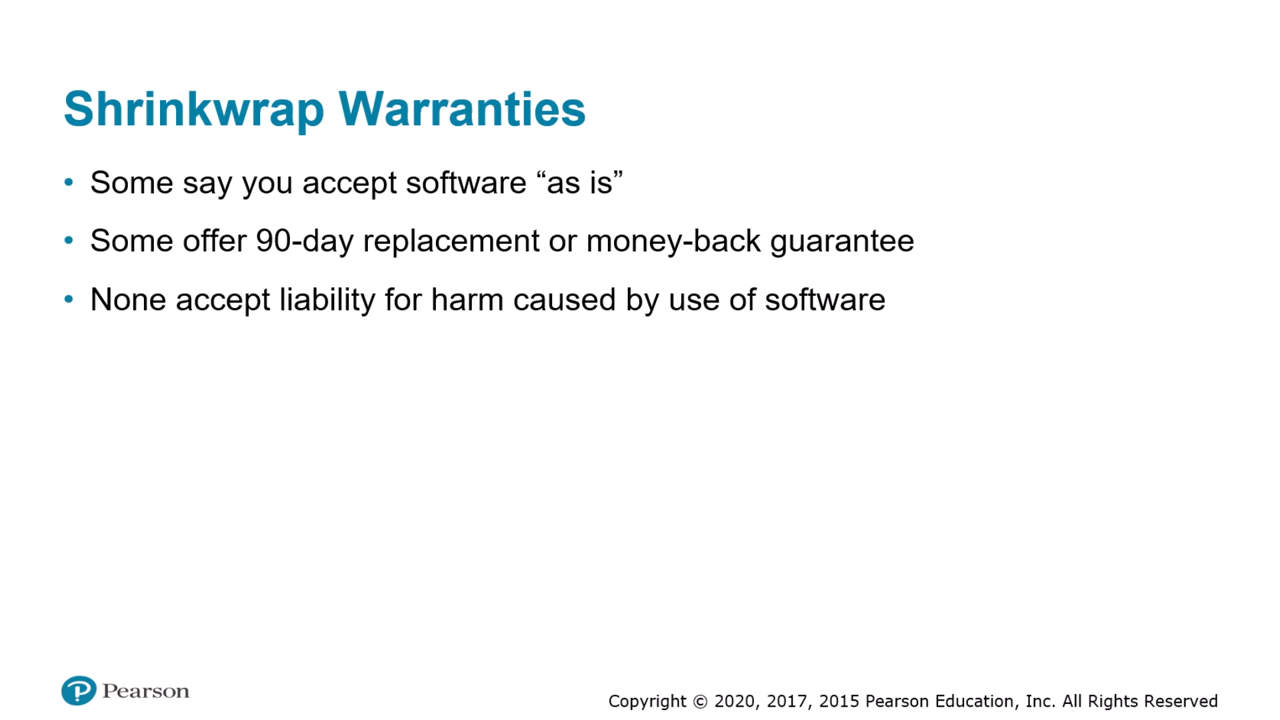 Shrinkwrap Warranties
• Some say you accept software “as is”
• Some offer 90-day replacement or money-back guarantee
• None accept liability for harm caused by use of software
Pearson
Copyright © 2020, 2017, 2015 Pearson Education, Inc. All Rights Reserved